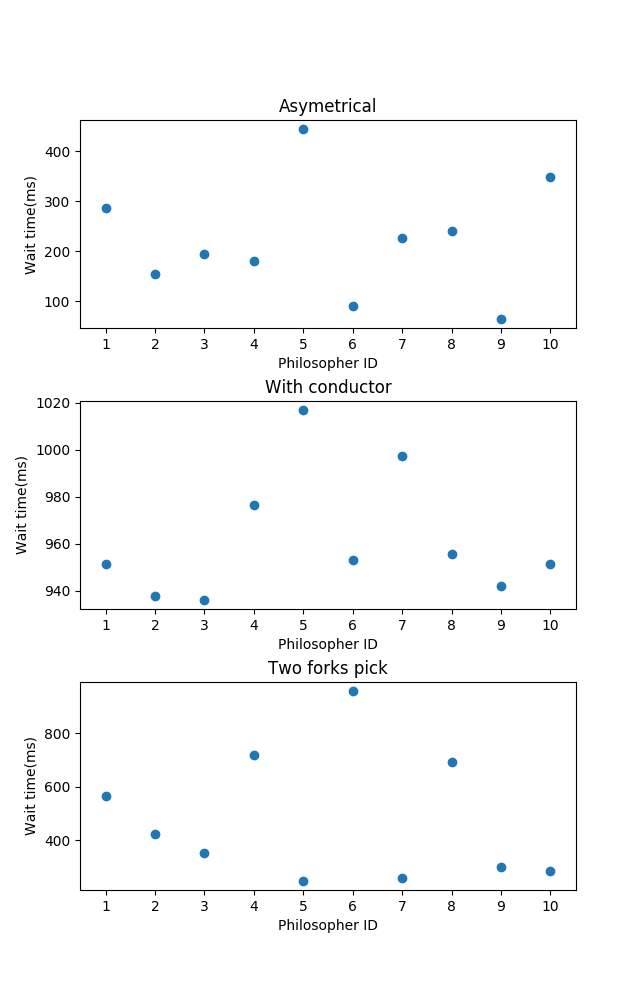 Asymetrical
400
300
200
100
Wait time(ms)
1 2 3 4 5 6 7 8 9 10
Philosopher ID
With conductor
1020
1000
980
960
940
Wait time(ms)
1 2 3 4 5 6 7 8 9 10
Philosopher ID
Two forks pick
800
600
400
Wait time(ms)
1 2 3 4 5 6 7 8 9 10
Philosopher ID